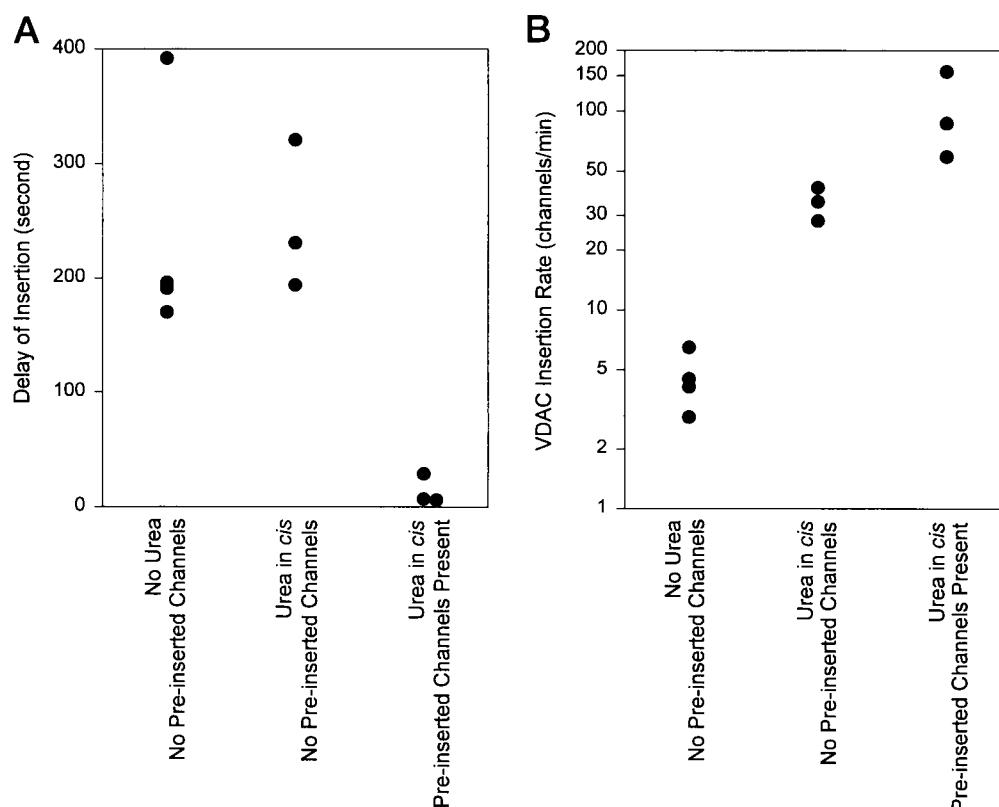 A
400
300
200
100
0
Delay of Insertion (second)
No Urea
No Pre-inserted Channels
Urea in cis
No Pre-inserted Channels
Urea in cis
Pre-inserted Channels Present
B
200
150
100
50
30
20
10
5
2
1
VDAC Insertion Rate (channels/min)
No Urea
No Pre-inserted Channels
Urea in cis
No Pre-inserted Channels
Urea in cis
Pre-inserted Channels Present